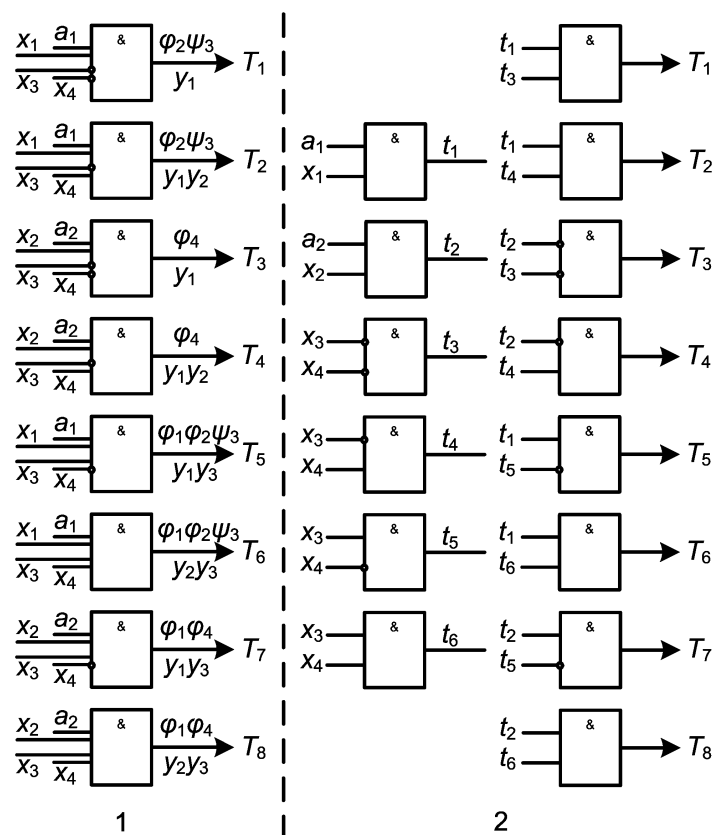 x₁ a₁ & φ₂ψ₃ T₁
x₃ x₄ y₁
x₁ a₁ & φ₂ψ₃ T₂
x₃ x₄ y₁y₂
x₂ a₂ & φ₄ T₃
x₃ x₄ y₁
x₂ a₂ & φ₄ T₄
x₃ x₄ y₁y₂
x₁ a₁ & φ₁φ₂ψ₃ T₅
x₃ x₄ y₁y₃
x₁ a₁ & φ₁φ₂ψ₃ T₆
x₃ x₄ y₂y₃
x₂ a₂ & φ₁φ₄ T₇
x₃ x₄ y₁y₃
x₂ a₂ & φ₁φ₄ T₈
x₃ x₄ y₂y₃
1
t₁ & T₁
t₃
a₁ & t₁ t₁ & T₂
x₁ t₄
a₂ & t₂ t₂ & T₃
x₂ t₃
x₃ & t₃ t₂ & T₄
x₄ t₄
x₃ & t₄ t₁ & T₅
x₄ t₅
x₃ & t₅ t₁ & T₆
x₄ t₆
x₃ & t₆ t₂ & T₇
x₄ t₅
t₂ & T₈
t₆
2